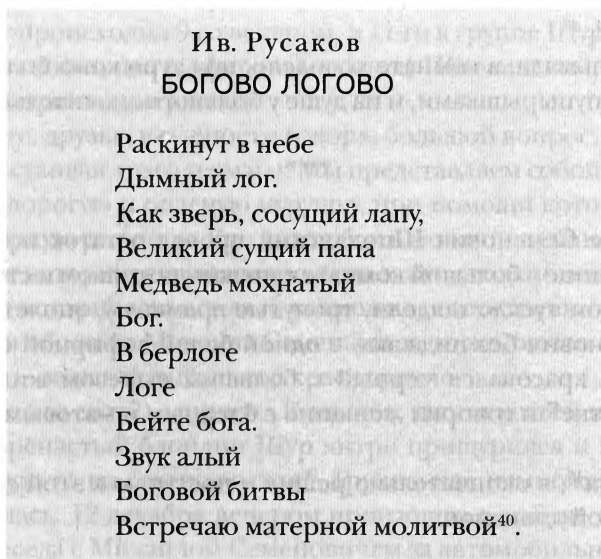 Ив. Русаков
БОГОВО ЛОГОВО
Раскинут в небе
Дымный лог.
Как зверь, сосущий лапу,
Великий сущий папа
Медведь мохнатый
Бог.
В берлоге
Логе
Бейте бога.
Звук алый
Боговой битвы
Встречаю матерной молитвой⁴⁰.